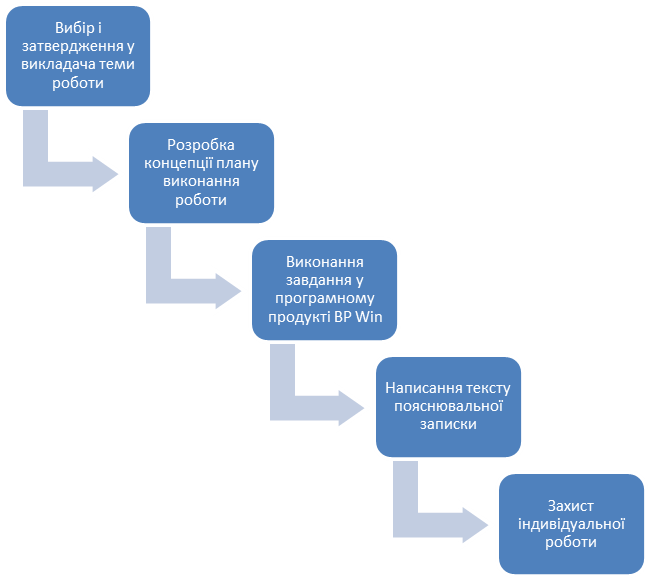 Вибір і
затвердження у
викладача теми
роботи
Розробка
концепції плану
виконання
роботи
Виконання
завдання у
програмному
продукті BP Win
Написання тексту
пояснювальної
записки
Захист
індивідуальної
роботи